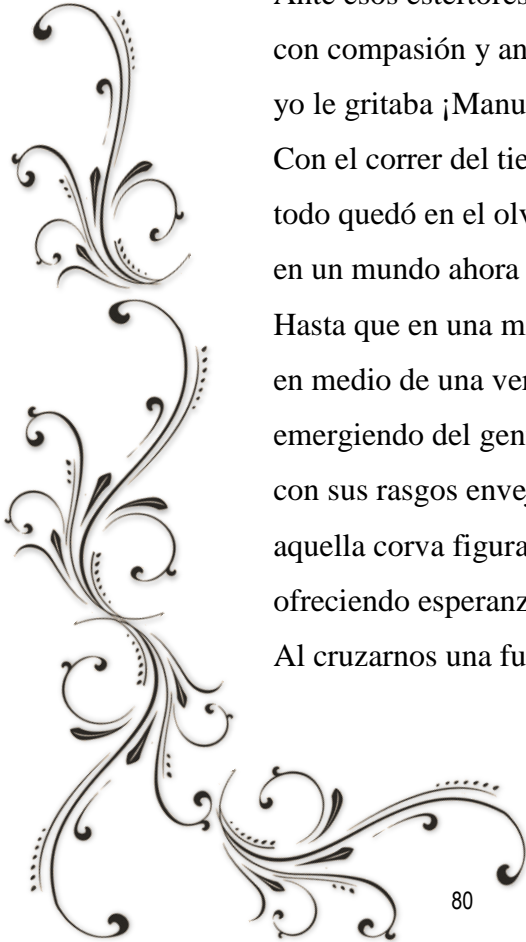 Ante esos estertores
con compasión y an
yo le gritaba ¡Manu
Con el correr del tie
todo quedó en el olv
en un mundo ahora
Hasta que en una m
en medio de una ver
emergiendo del gen
con sus rasgos envej
aquella corva figura
ofreciendo esperanz
Al cruzarnos una fu
80